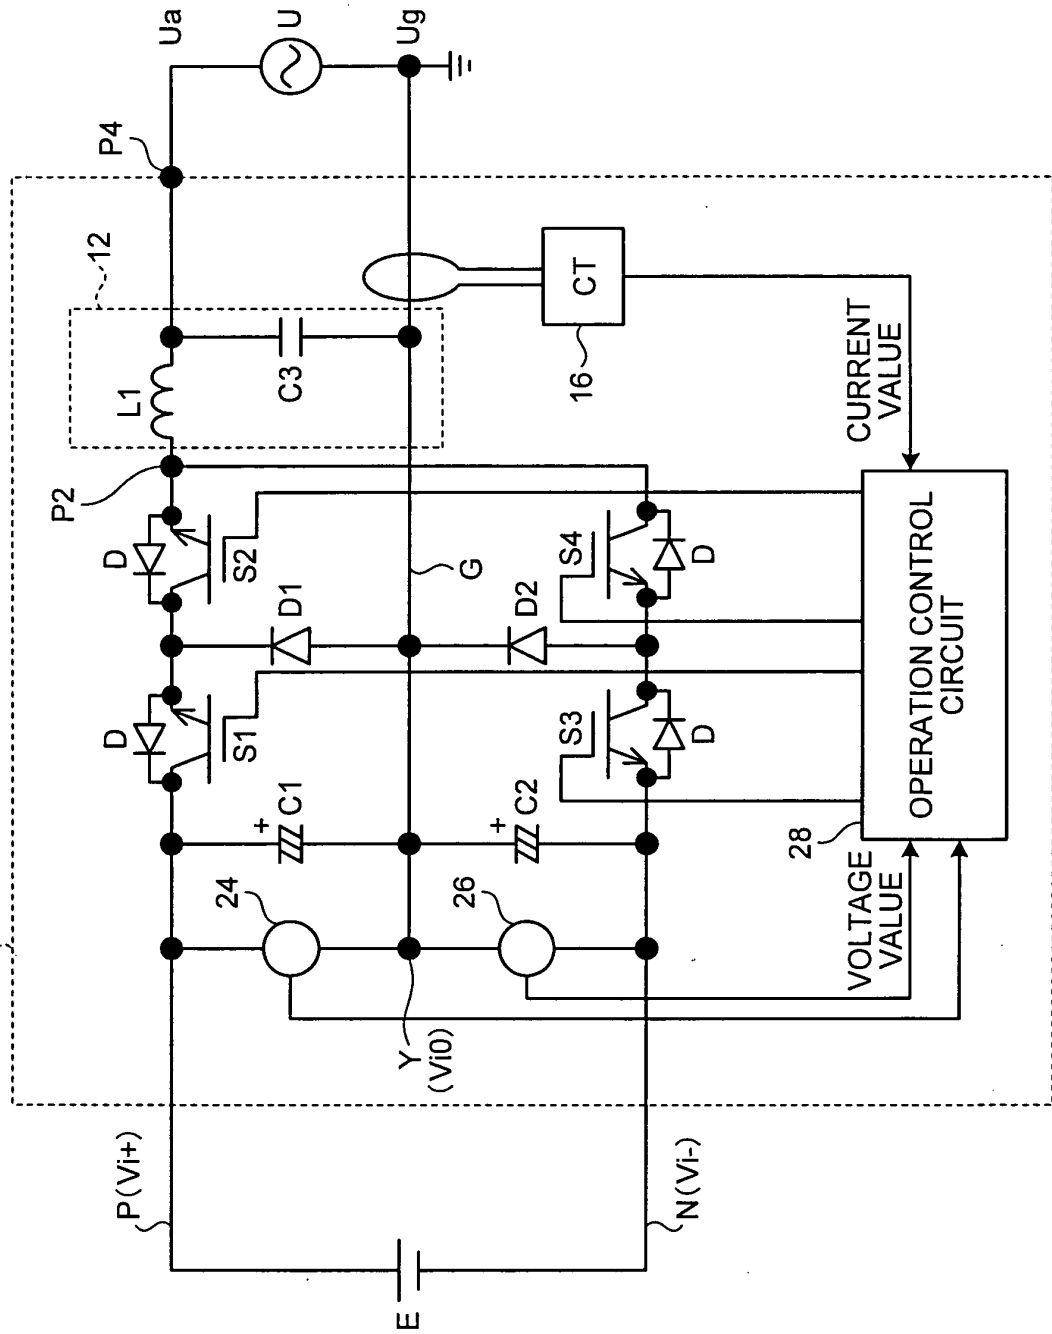 E
P(Vi+)
N(Vi-)
Y
(Vi0)
24
26
+
C1
+
C2
28
D
S1
S3
D
D1
D2
G
D
S2
S4
D
P2
L1
C3
12
P4
16
CT
Ua
U
Ug
VOLTAGE
VALUE
CURRENT
VALUE
OPERATION CONTROL
CIRCUIT